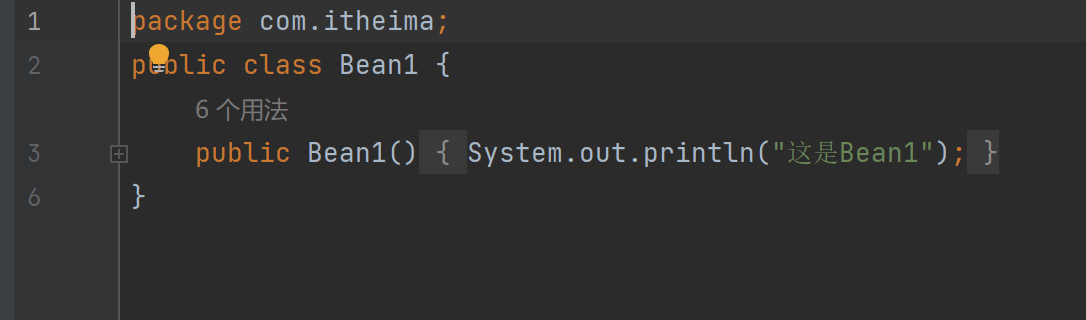 1 package com.itheima;
2 public class Bean1 {
6 个用法
3 public Bean1() { System.out.println("这是Bean1"); }
6 }